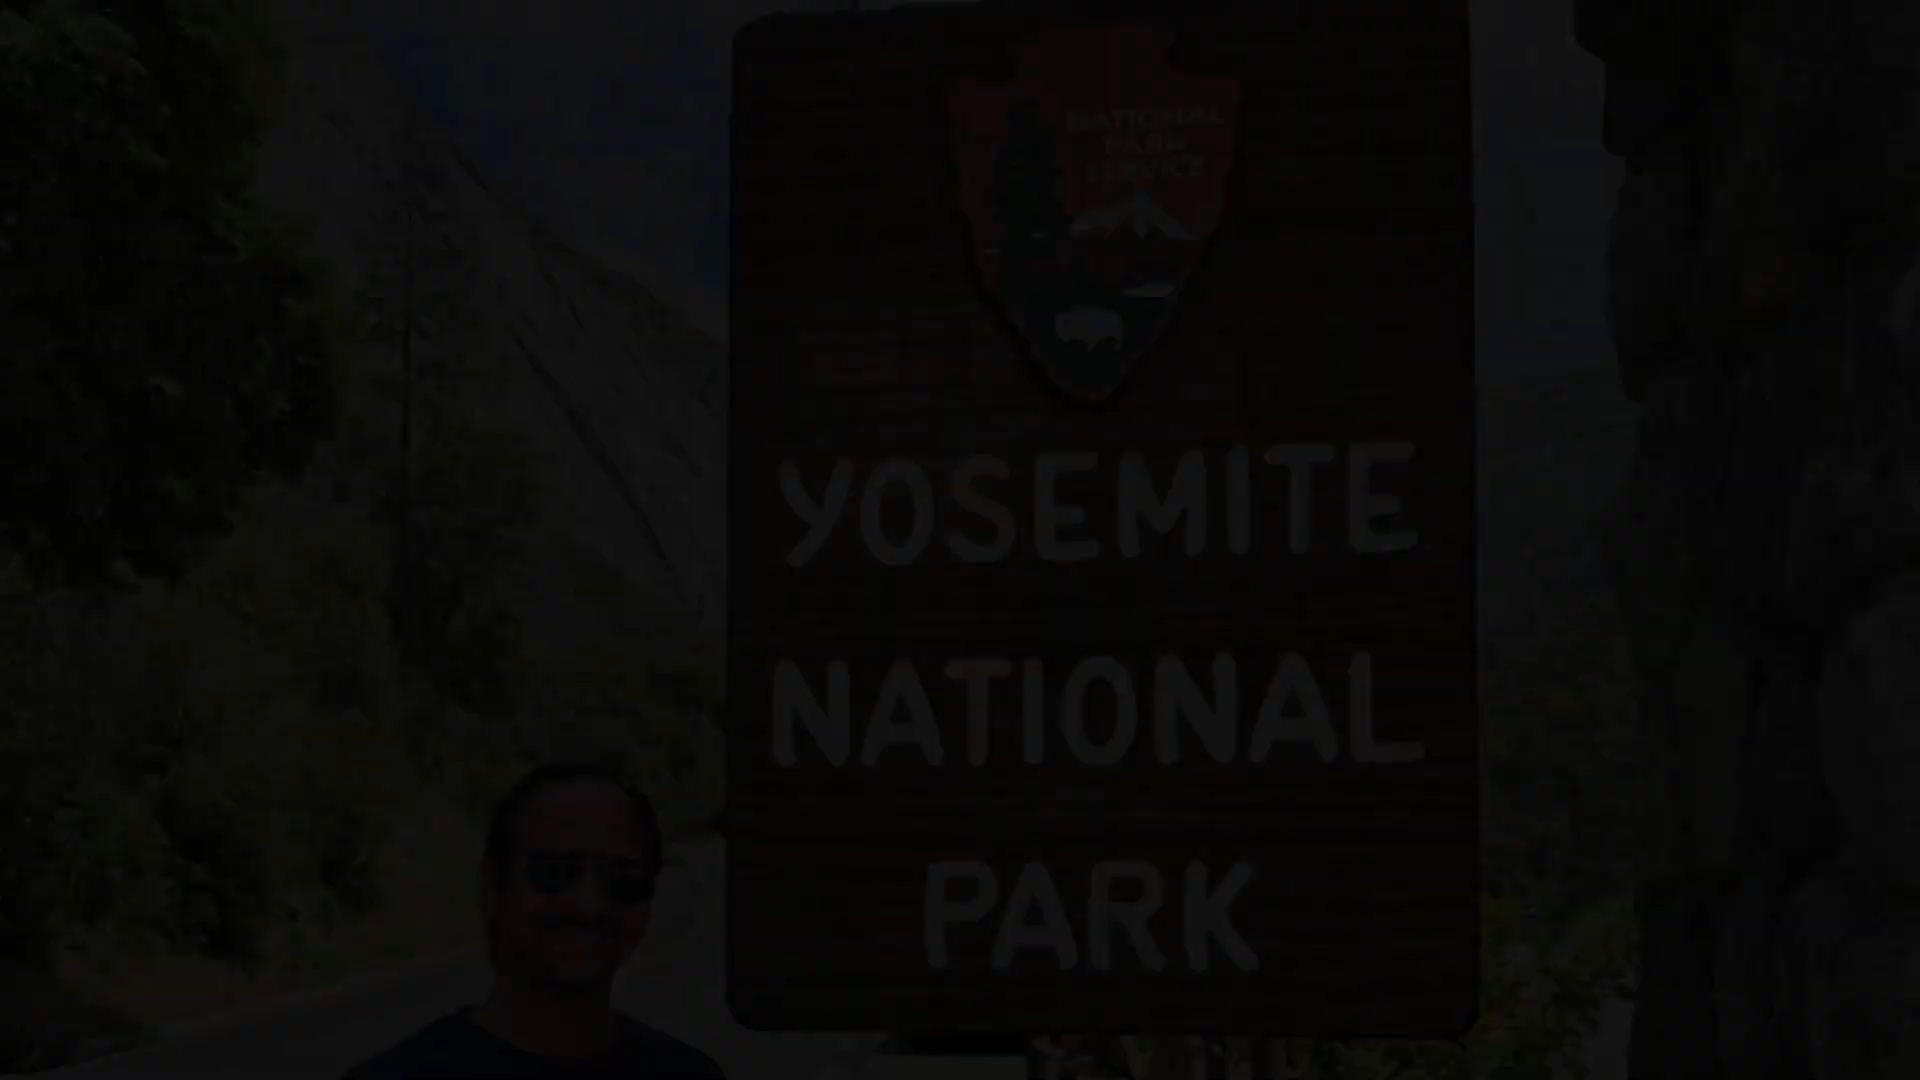 NATIONAL
PARK
SERVICE
YOSEMITE
NATIONAL
PARK